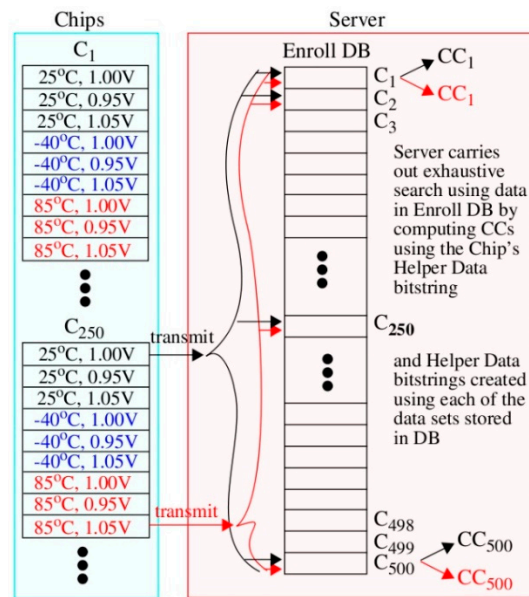 Chips
Server
C1
25°C, 1.00V
25°C, 0.95V
25°C, 1.05V
-40°C, 1.00V
-40°C, 0.95V
-40°C, 1.05V
85°C, 1.00V
85°C, 0.95V
85°C, 1.05V
C250
25°C, 1.00V
25°C, 0.95V
25°C, 1.05V
-40°C, 1.00V
-40°C, 0.95V
-40°C, 1.05V
85°C, 1.00V
85°C, 0.95V
85°C, 1.05V
transmit
transmit
Enroll DB
C1
C2
C3
CC1
CC1
Server carries
out exhaustive
search using data
in Enroll DB by
computing CCs
using the Chip's
Helper Data
bitstring
C250
and Helper Data
bitstrings created
using each of the
data sets stored
in DB
C498
C499
C500
CC500
CC500